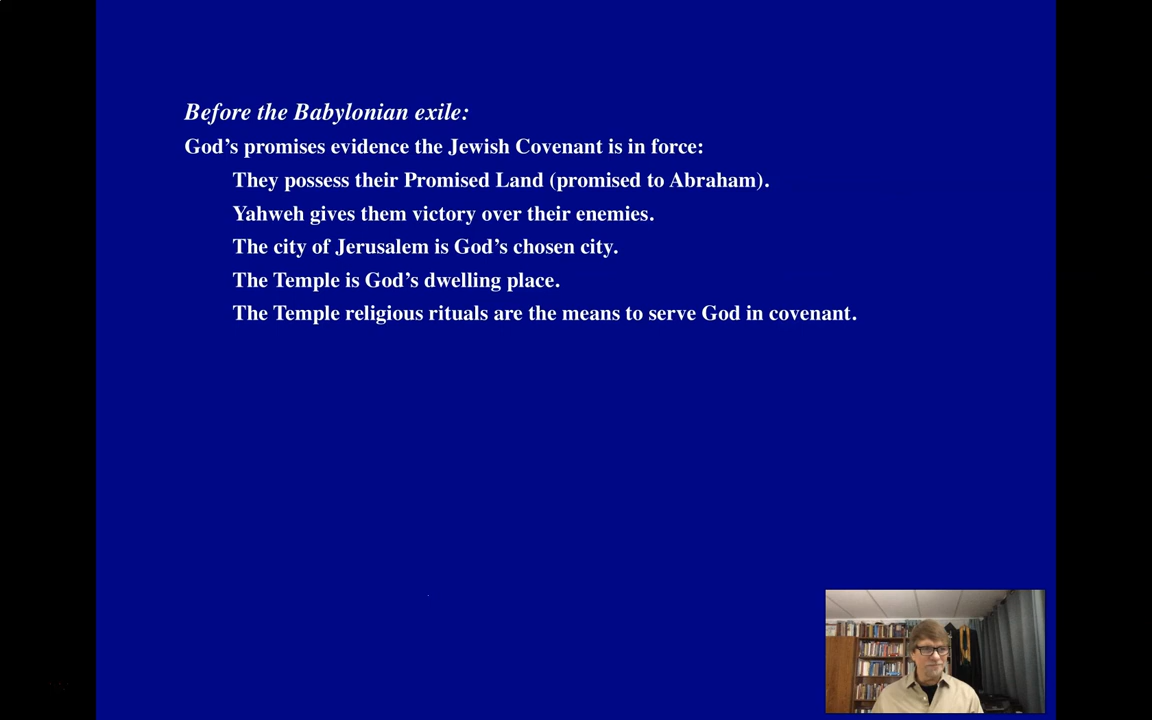 Before the Babylonian exile:
God’s promises evidence the Jewish Covenant is in force:
They possess their Promised Land (promised to Abraham).
Yahweh gives them victory over their enemies.
The city of Jerusalem is God’s chosen city.
The Temple is God’s dwelling place.
The Temple religious rituals are the means to serve God in covenant.